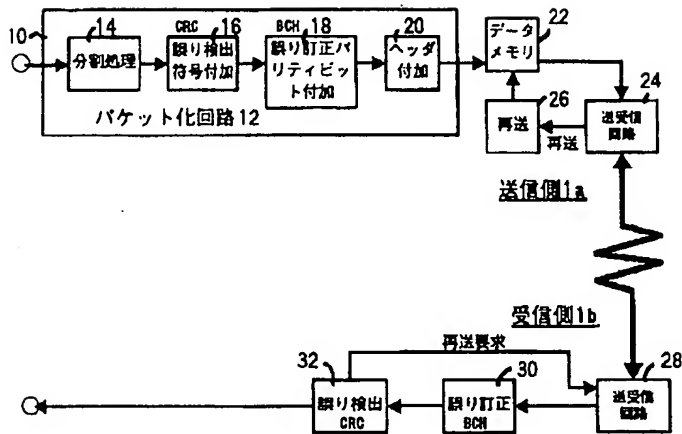 10
14
分割処理
CRC
16
誤り検出
符号付加
BCH
18
誤り訂正パ
リティビッ
ト付加
20
ヘッダ
付加
パケット化回路12
データ
メモリ
22
24
送受信
回路
26
再送
再送
送信側1a
受信側1b
再送要求
28
送受信
回路
30
誤り訂正
BCH
32
誤り検出
CRC